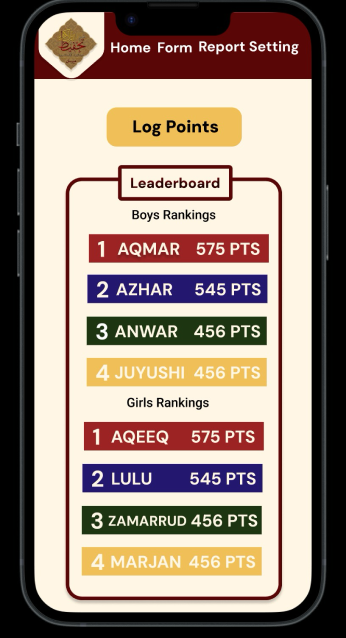 Home Form Report Setting
Log Points
Leaderboard
Boys Rankings
1 AQMAR 575 PTS
2 AZHAR 545 PTS
3 ANWAR 456 PTS
4 JUYUSHI 456 PTS
Girls Rankings
1 AQEEQ 575 PTS
2 LULU 545 PTS
3 ZAMARRUD 456 PTS
4 MARJAN 456 PTS